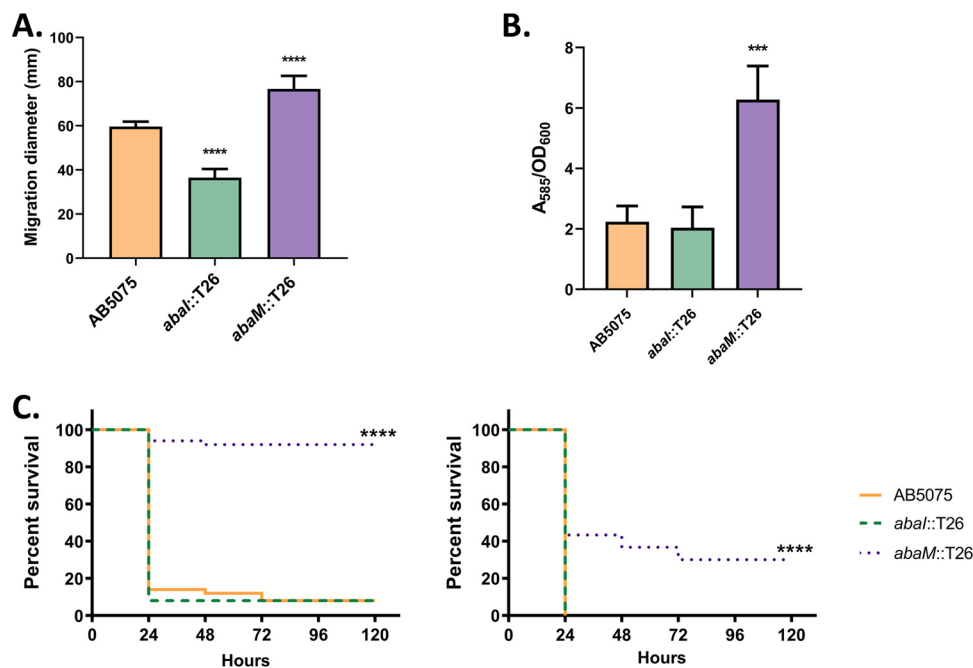 A.
Migration diameter (mm)
100
80
60
40
20
0
****
****
AB5075
abaI::T26
abaM::T26
B.
A585/OD600
8
6
4
2
0
***
AB5075
abaI::T26
abaM::T26
C.
Percent survival
100
80
60
40
20
0
****
0 24 48 72 96 120
Hours
Percent survival
100
80
60
40
20
0
****
0 24 48 72 96 120
Hours
AB5075
abaI::T26
abaM::T26